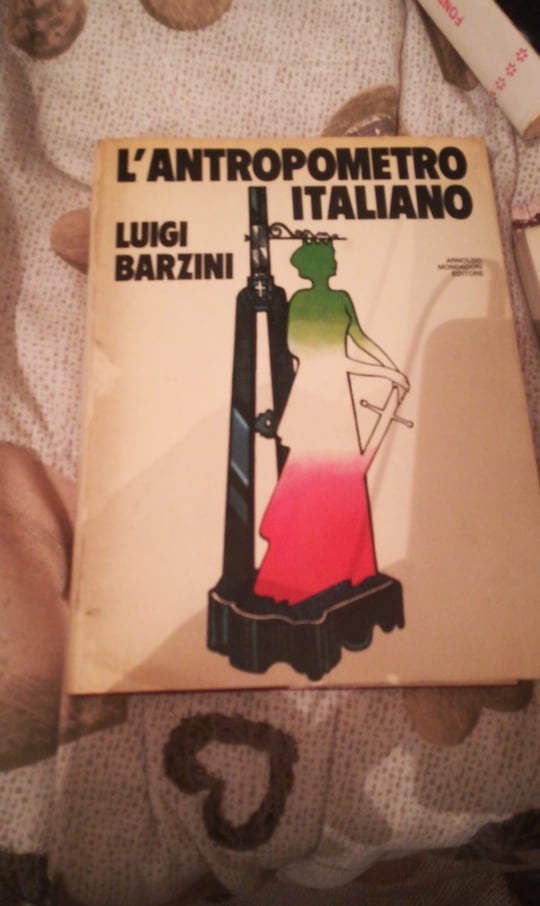 L'ANTROPOMETRO
ITALIANO
LUIGI
BARZINI
ARNOLDO
MONDADORI
EDITORE